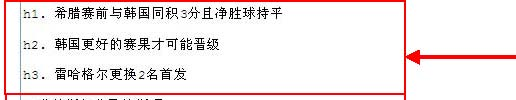 h1. 希腊赛前与韩国同积3分且净胜球持平
h2. 韩国更好的赛果才可能晋级
h3. 雷哈格尔更换2名首发